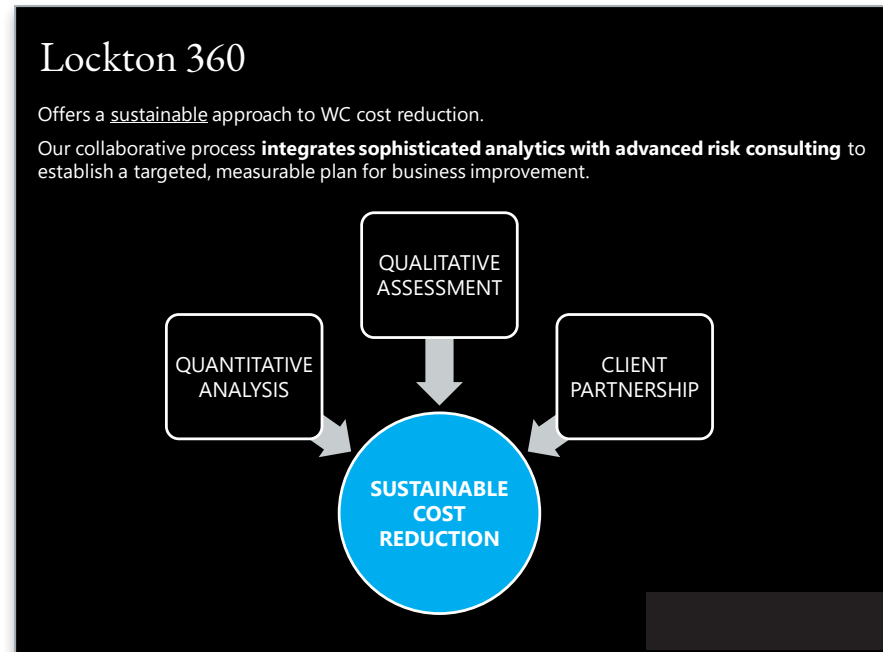 Lockton 360
Offers a sustainable approach to WC cost reduction.
Our collaborative process integrates sophisticated analytics with advanced risk consulting to
establish a targeted, measurable plan for business improvement.
QUALITATIVE
ASSESSMENT
QUANTITATIVE
ANALYSIS
CLIENT
PARTNERSHIP
SUSTAINABLE
COST
REDUCTION